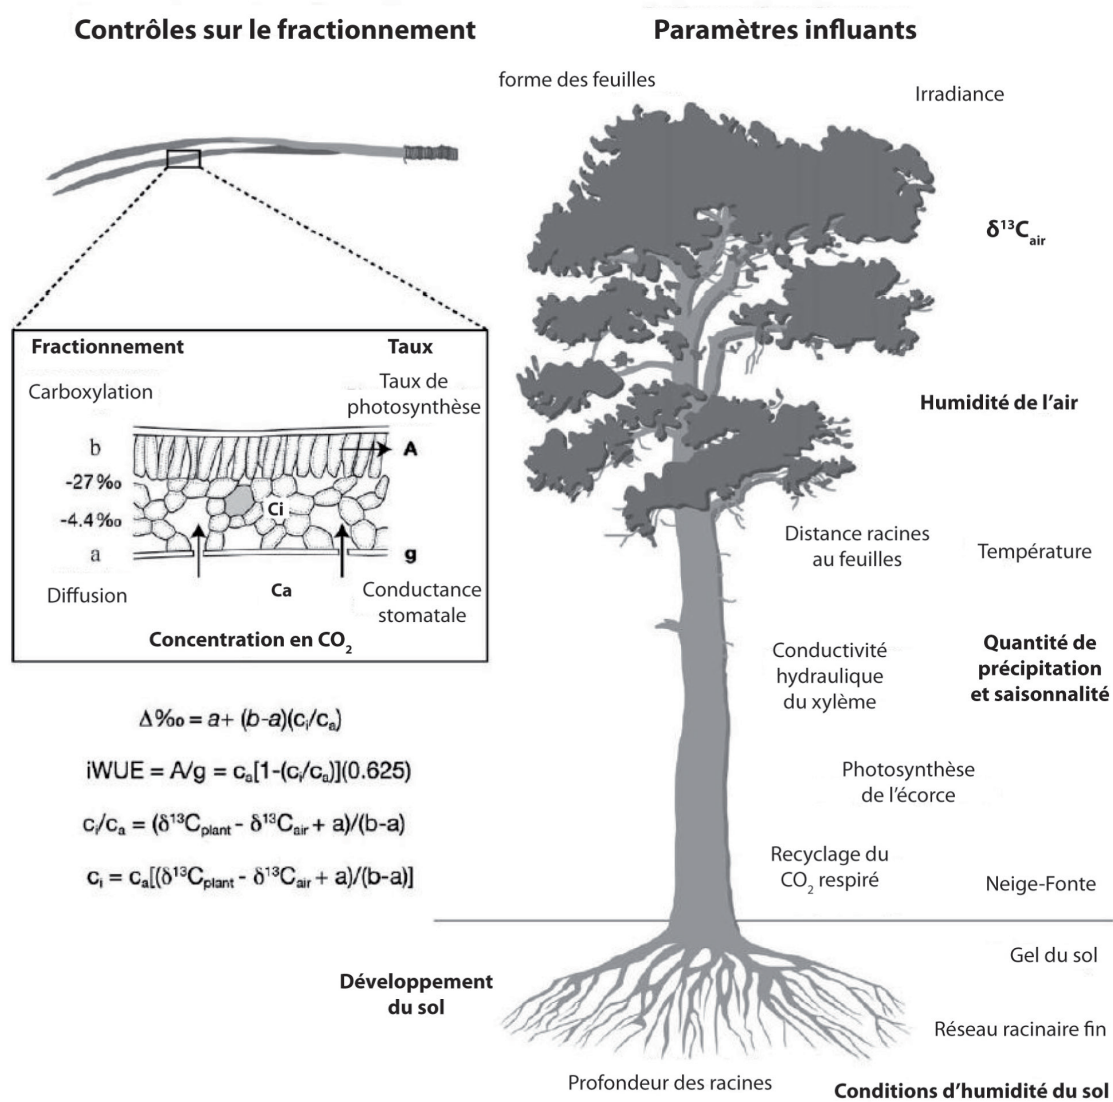 Contrôles sur le fractionnement
Paramètres influants
forme des feuilles
Irradiance
δ¹³Cair
Fractionnement
Taux
Carboxylation
Taux de
photosynthèse
b
A
-27 ‰
Ci
-4.4 ‰
a
g
Ca
Diffusion
Conductance
stomatale
Concentration en CO₂
Humidité de l'air
Distance racines
au feuilles
Température
Conductivité
hydraulique
du xylème
Quantité de
précipitation
et saisonnalité
Δ‰ = a+ (b-a)(ci/ca)
iWUE = A/g = ca[1-(ci/ca)](0.625)
ci/ca = (δ¹³Cplant - δ¹³Cair + a)/(b-a)
ci = ca[(δ¹³Cplant - δ¹³Cair + a)/(b-a)]
Photosynthèse
de l'écorce
Recyclage du
CO₂ respiré
Neige-Fonte
Gel du sol
Développement
du sol
Réseau racinaire fin
Profondeur des racines
Conditions d'humidité du sol